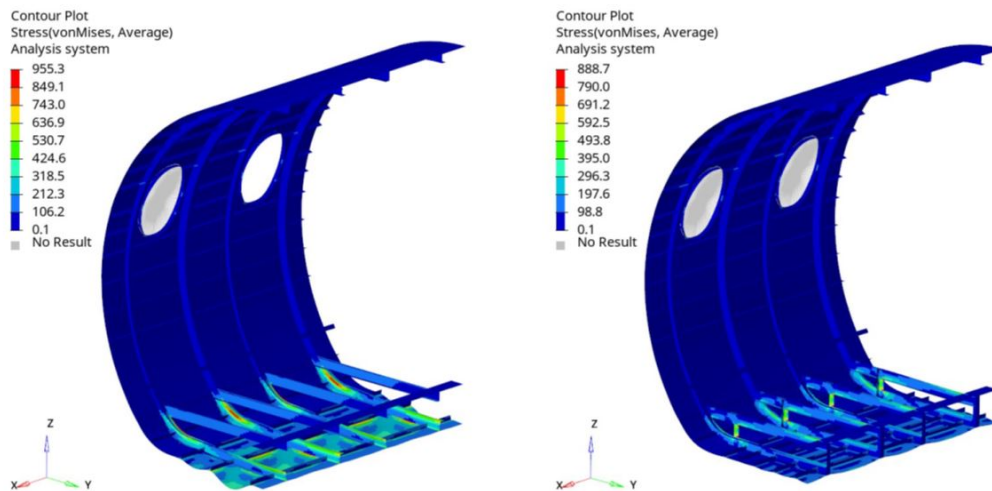 Contour Plot
Stress(vonMises, Average)
Analysis system
955.3
849.1
743.0
636.9
530.7
424.6
318.5
212.3
106.2
0.1
No Result
Z
X
Y
Contour Plot
Stress(vonMises, Average)
Analysis system
888.7
790.0
691.2
592.5
493.8
395.0
296.3
197.6
98.8
0.1
No Result
Z
X
Y